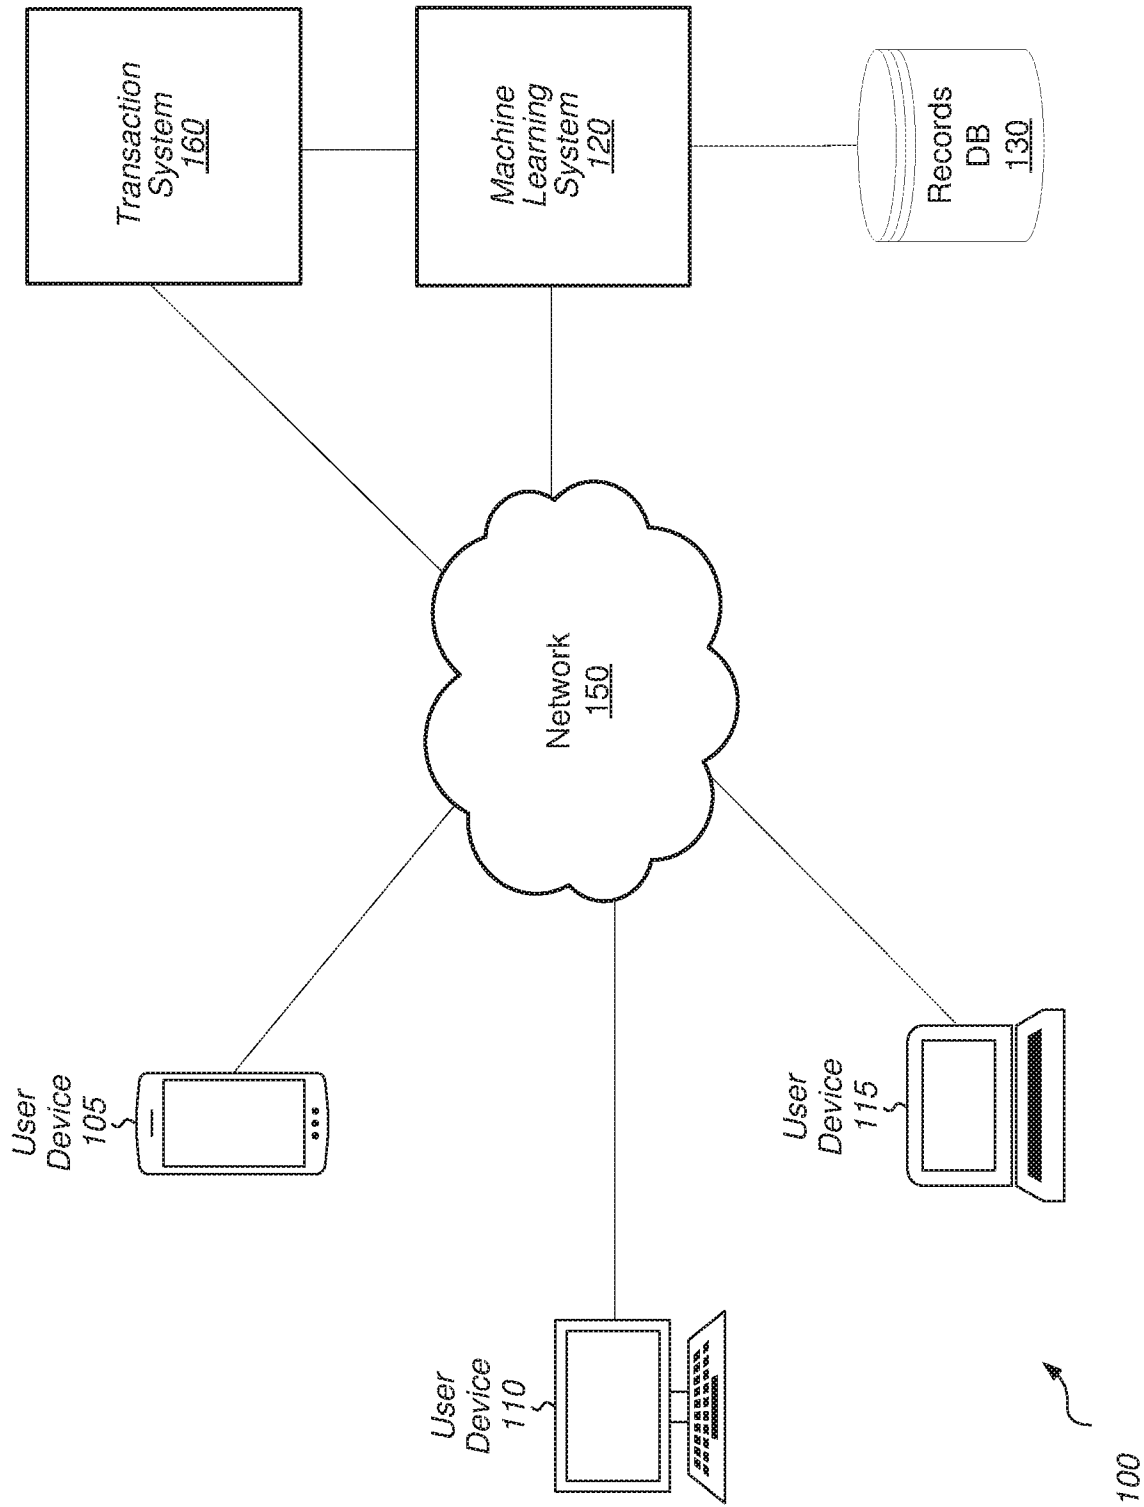 User
Device
105
Transaction
System
160
User
Device
110
Network
150
Machine
Learning
System
120
User
Device
115
Records
DB
130
100